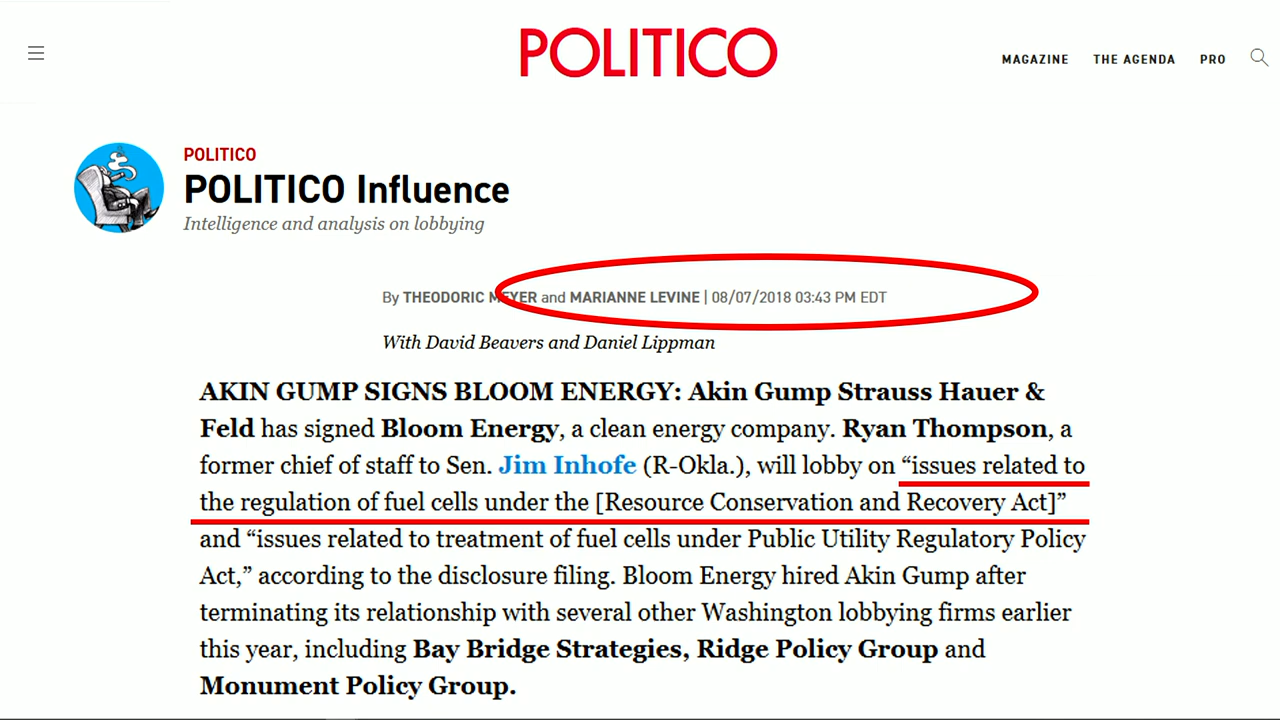 POLITICO
MAGAZINE THE AGENDA PRO
POLITICO
POLITICO Influence
Intelligence and analysis on lobbying
By THEODORIC MEYER and MARIANNE LEVINE | 08/07/2018 03:43 PM EDT
With David Beavers and Daniel Lippman
AKIN GUMP SIGNS BLOOM ENERGY: Akin Gump Strauss Hauer &
Feld has signed Bloom Energy, a clean energy company. Ryan Thompson, a
former chief of staff to Sen. Jim Inhofe (R-Okla.), will lobby on “issues related to
the regulation of fuel cells under the [Resource Conservation and Recovery Act]”
and “issues related to treatment of fuel cells under Public Utility Regulatory Policy
Act,” according to the disclosure filing. Bloom Energy hired Akin Gump after
terminating its relationship with several other Washington lobbying firms earlier
this year, including Bay Bridge Strategies, Ridge Policy Group and
Monument Policy Group.